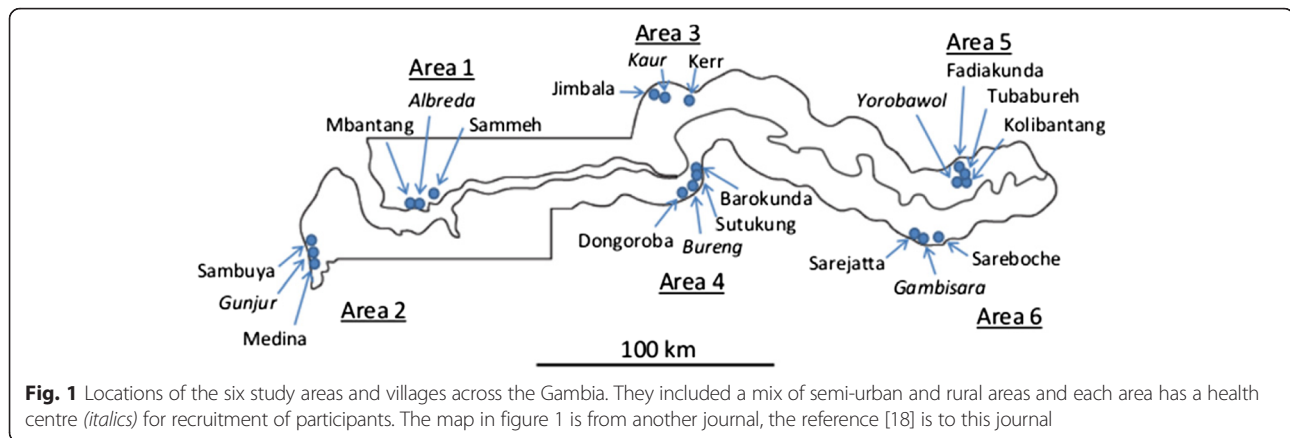 Area 1
Albreda
Mbantang
Sammeh
Area 3
Kaur
Kerr
Jimbala
Area 5
Fadiakunda
Yorobawol
Tubabureh
Kolibantang
Sambuya
Gunjur
Medina
Area 2
Barokunda
Sutukung
Dongoroba
Bureng
Area 4
Sarejatta
Sareboche
Gambisara
Area 6
100 km
Fig. 1 Locations of the six study areas and villages across the Gambia. They included a mix of semi-urban and rural areas and each area has a health
centre (italics) for recruitment of participants. The map in figure 1 is from another journal, the reference [18] is to this journal